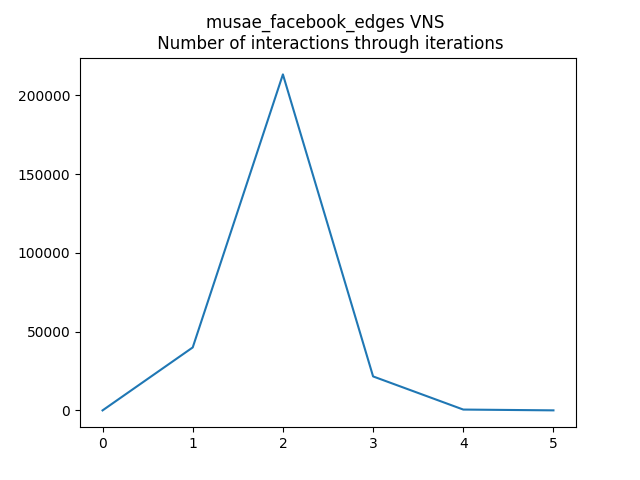 musae_facebook_edges VNS
Number of interactions through iterations
200000
150000
100000
50000
0
0 1 2 3 4 5